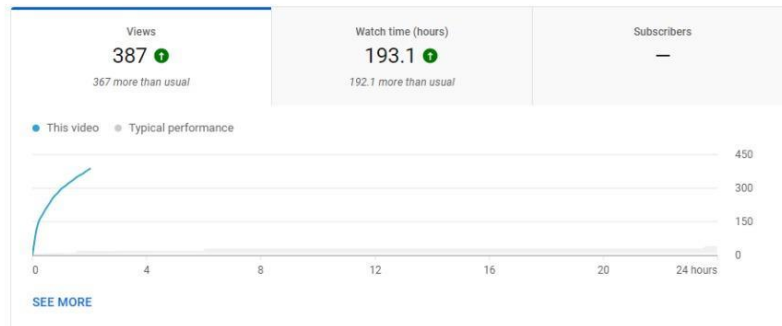 Views
387
367 more than usual
Watch time (hours)
193.1
192.1 more than usual
Subscribers
—
This video
Typical performance
450
300
150
0
0 4 8 12 16 20 24 hours
SEE MORE